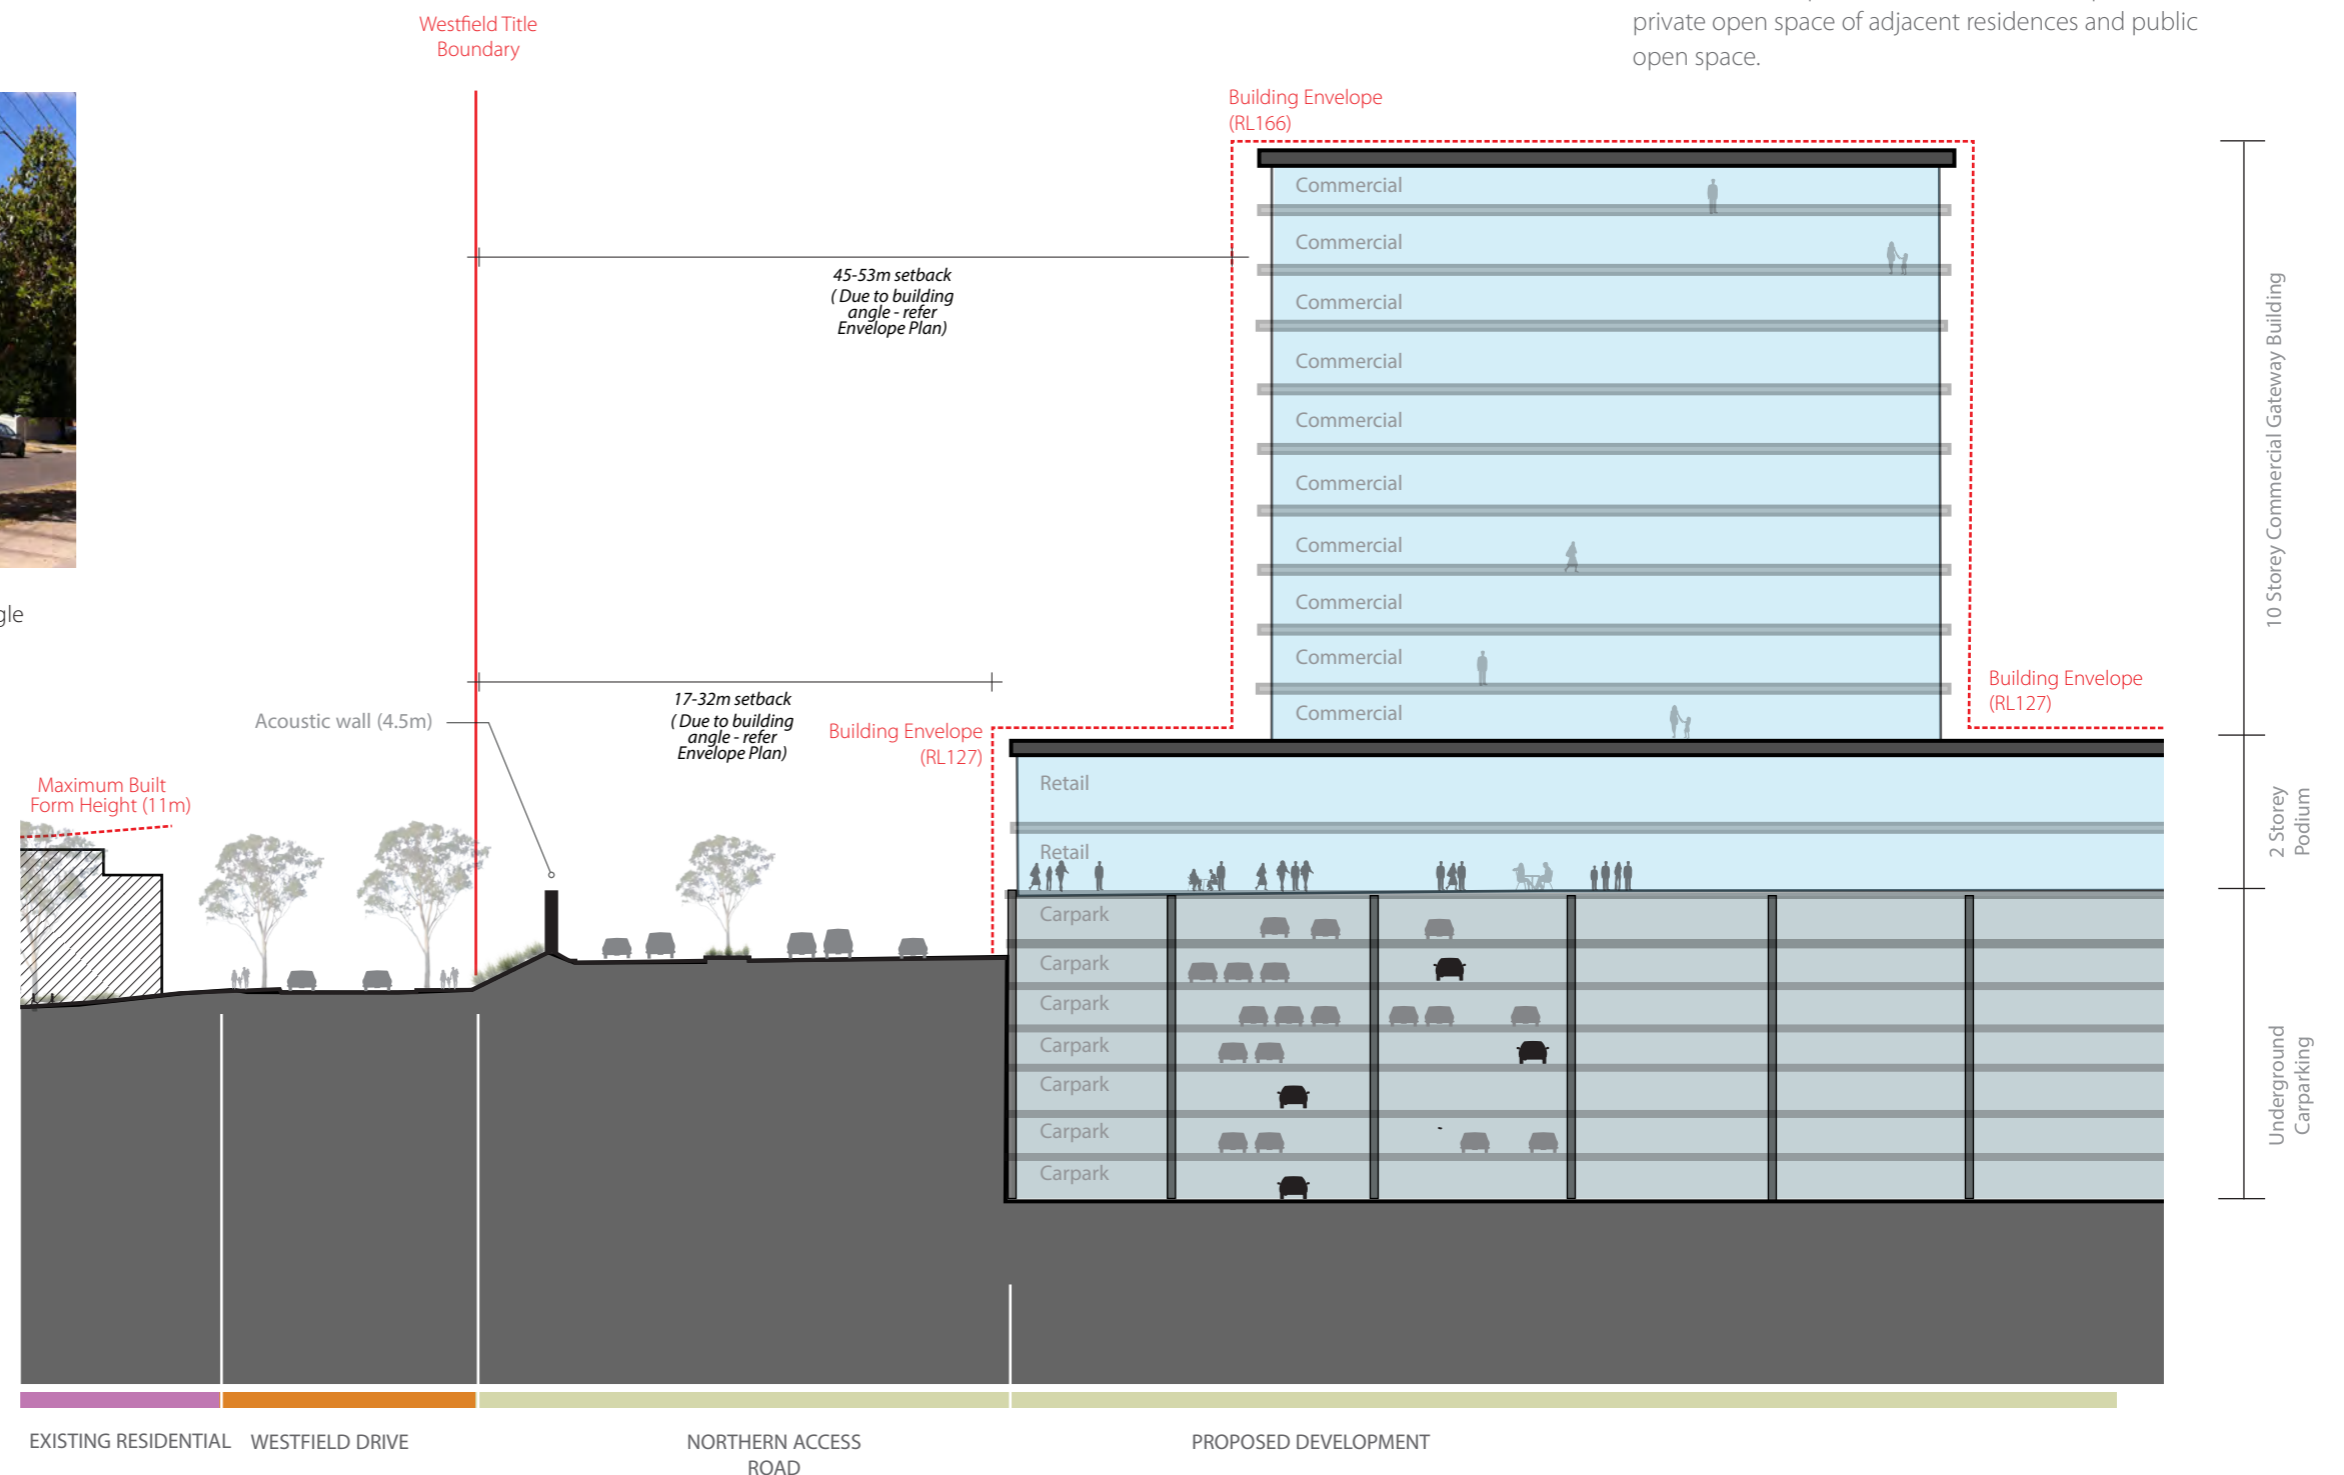 private open space of adjacent residences and public
open space.
Westfield Title
Boundary
Building Envelope
(RL166)
Commercial
Commercial
45-53m setback
( Due to building
angle - refer
Envelope Plan)
Commercial
Commercial
Commercial
Commercial
Commercial
Commercial
Commercial
Commercial
10 Storey Commercial Gateway Building
gle
Building Envelope
(RL127)
17-32m setback
( Due to building
angle - refer
Envelope Plan)
Acoustic wall (4.5m)
Building Envelope
(RL127)
Maximum Built
Form Height (11m)
Retail
Retail
2 Storey
Podium
Carpark
Carpark
Carpark
Carpark
Carpark
Carpark
Carpark
Underground
Carparking
EXISTING RESIDENTIAL
WESTFIELD DRIVE
NORTHERN ACCESS
ROAD
PROPOSED DEVELOPMENT